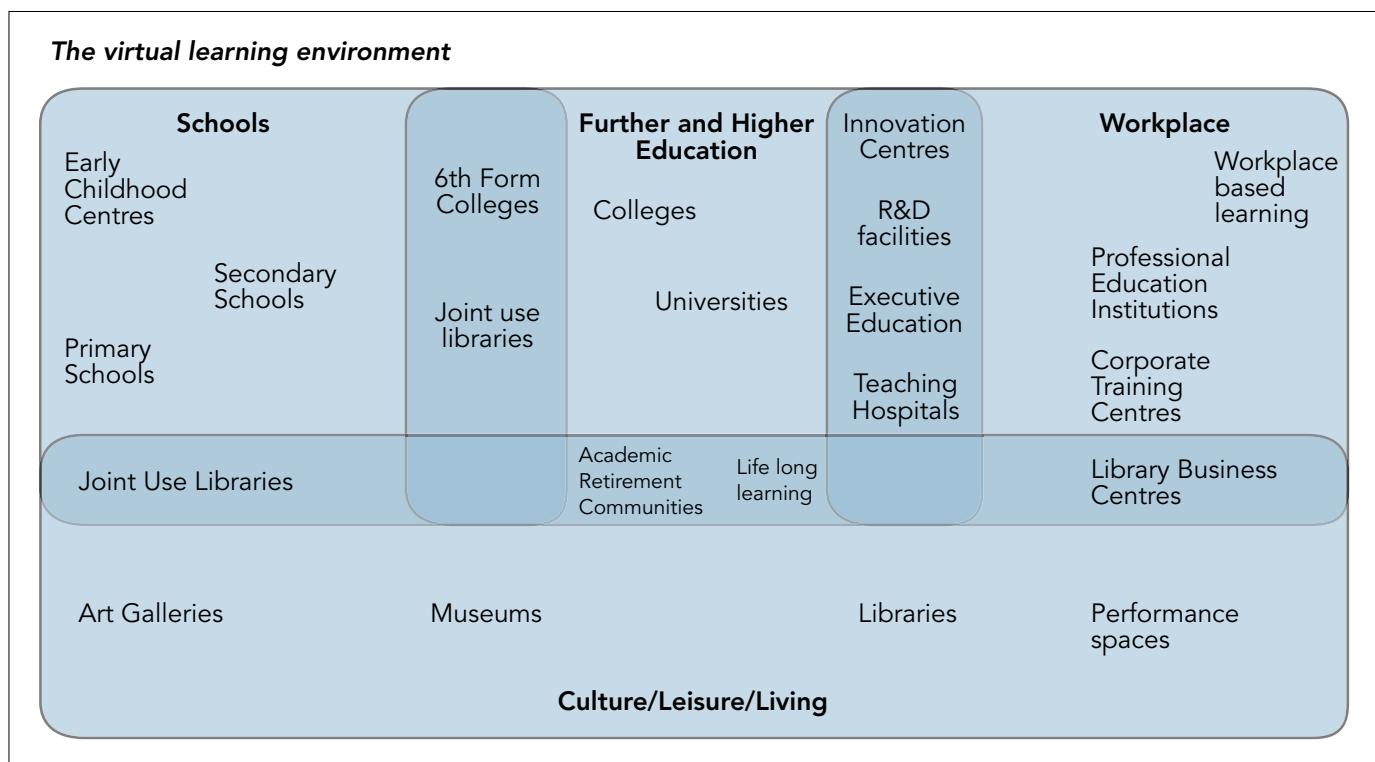 The virtual learning environment
Schools
Early
Childhood
Centres
Secondary
Schools
Primary
Schools
6th Form
Colleges
Joint use
libraries
Further and Higher
Education
Colleges
Universities
Innovation
Centres
R&D
facilities
Executive
Education
Teaching
Hospitals
Workplace
Workplace
based
learning
Professional
Education
Institutions
Corporate
Training
Centres
Joint Use Libraries
Academic
Retirement
Communities
Life long
learning
Library Business
Centres
Art Galleries
Museums
Libraries
Performance
spaces
Culture/Leisure/Living